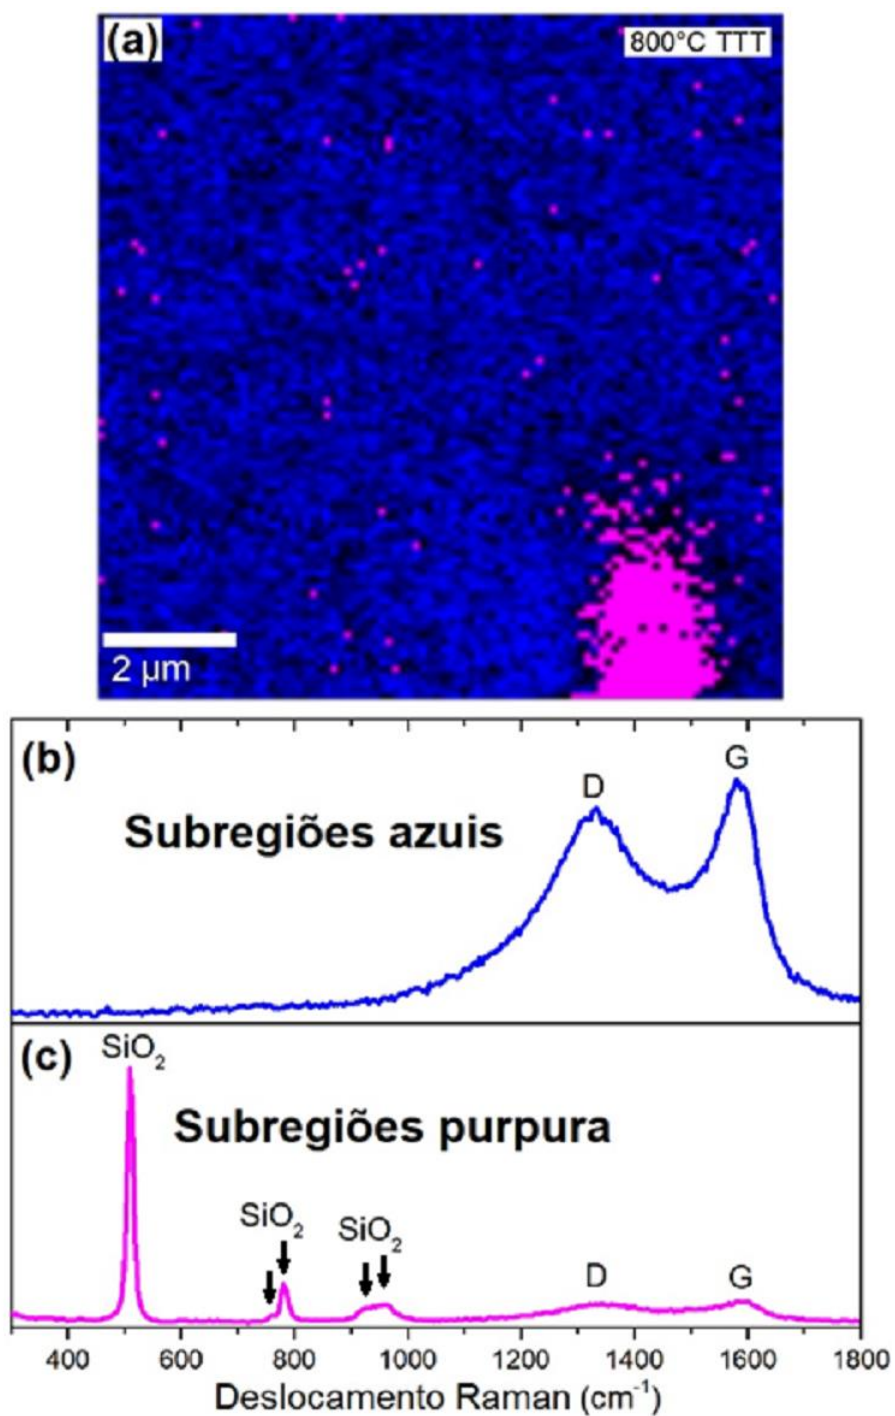 (a)
800°C TTT
2 µm
(b)
D
G
Subregiões azuis
(c)
SiO₂
Subregiões purpura
SiO₂
SiO₂
D
G
400 600 800 1000 1200 1400 1600 1800
Deslocamento Raman (cm⁻¹)